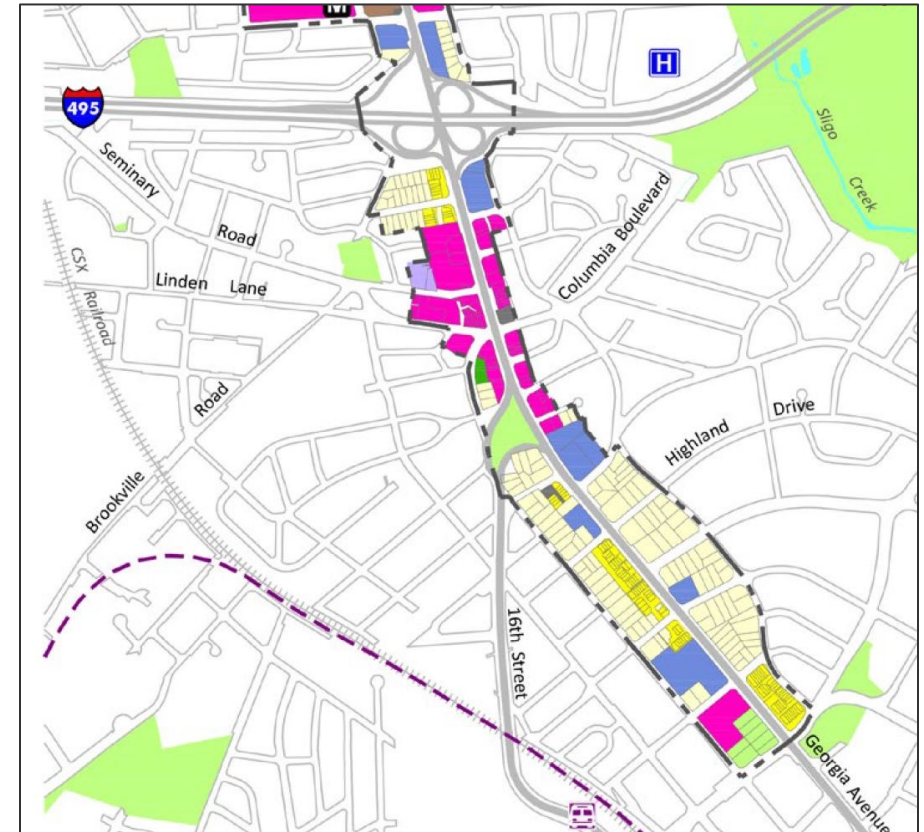 M
H
495
Sligo
Creek
Seminary
Road
Columbia Boulevard
CSX
Railroad
Linden Lane
Road
Highland Drive
Brookville
16th Street
Georgia Avenue